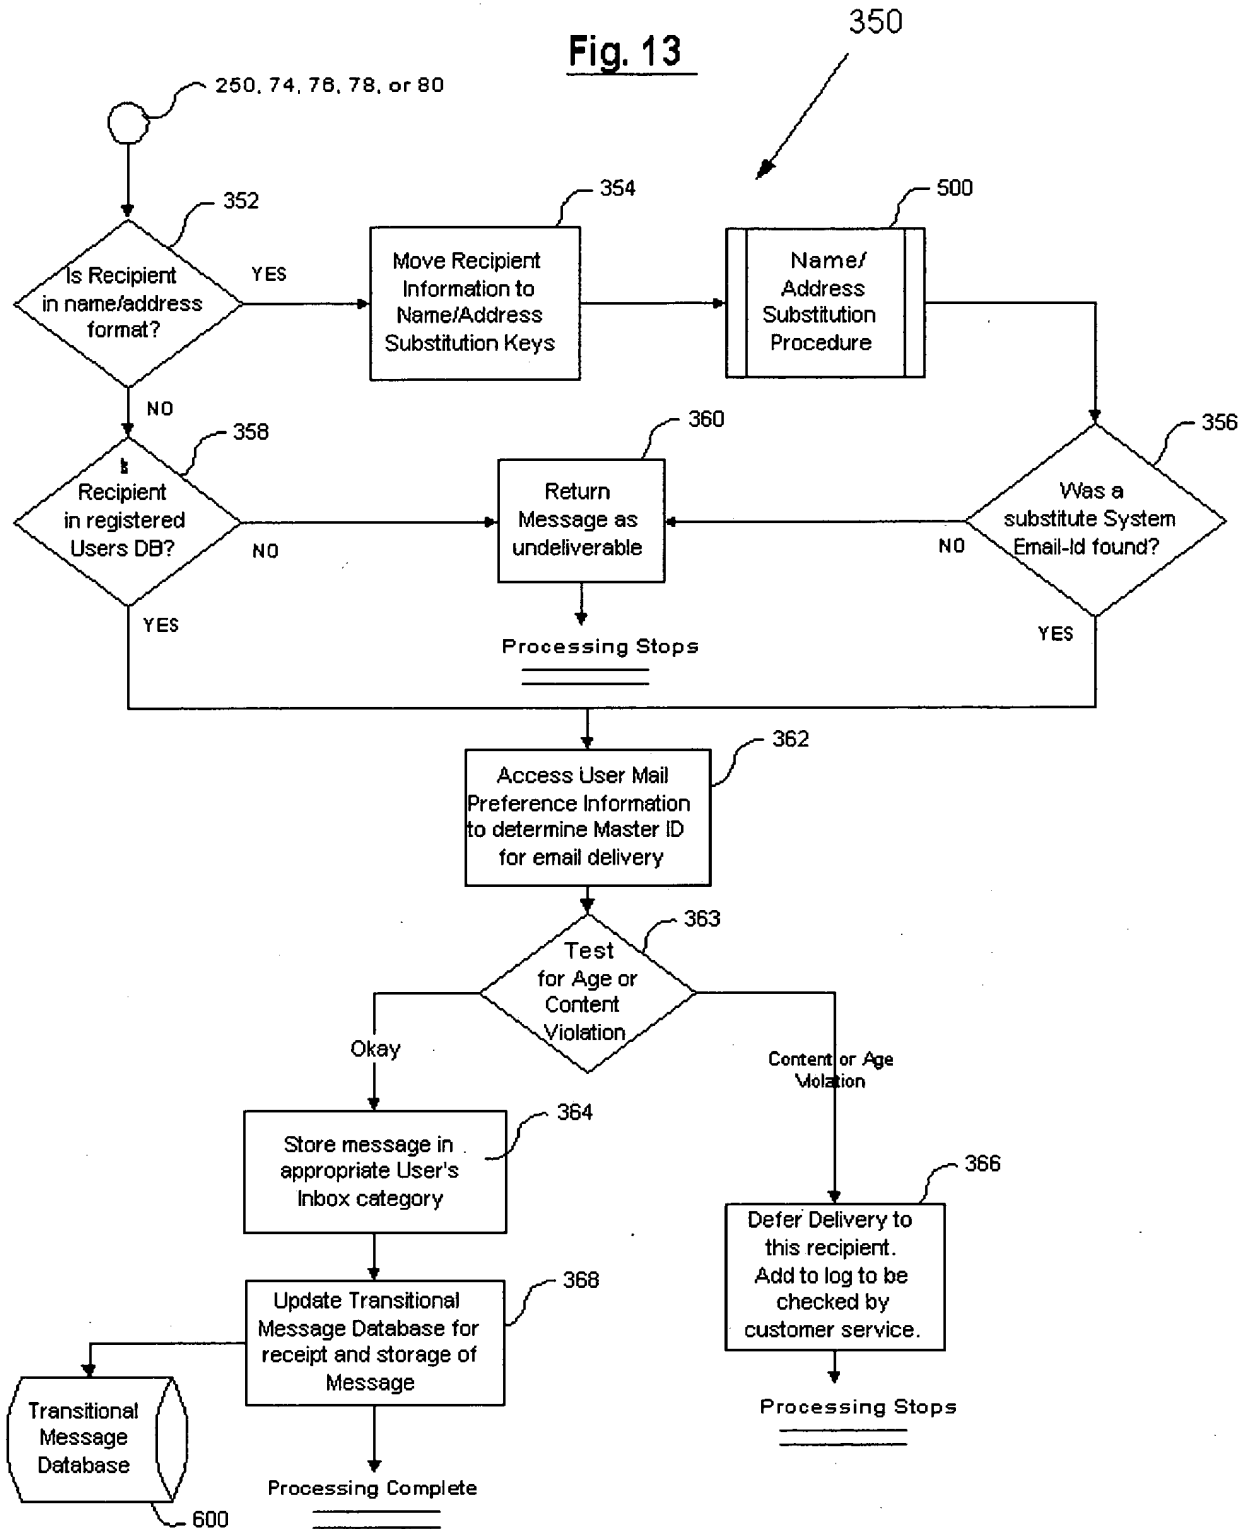 Fig. 13
350
250, 74, 76, 78, or 80
352
Is Recipient
in name/address
format?
YES
NO
354
Move Recipient
Information to
Name/Address
Substitution Keys
500
Name/
Address
Substitution
Procedure
358
Is
Recipient
in registered
Users DB?
NO
YES
360
Return
Message as
undeliverable
Processing Stops
356
Was a
substitute System
Email-Id found?
NO
YES
362
Access User Mail
Preference Information
to determine Master ID
for email delivery
363
Test
for Age or
Content
Violation
Okay
Content or Age
Violation
364
Store message in
appropriate User's
Inbox category
366
Defer Delivery to
this recipient.
Add to log to be
checked by
customer service.
Processing Stops
368
Update Transitional
Message Database for
receipt and storage of
Message
Transitional
Message
Database
600
Processing Complete